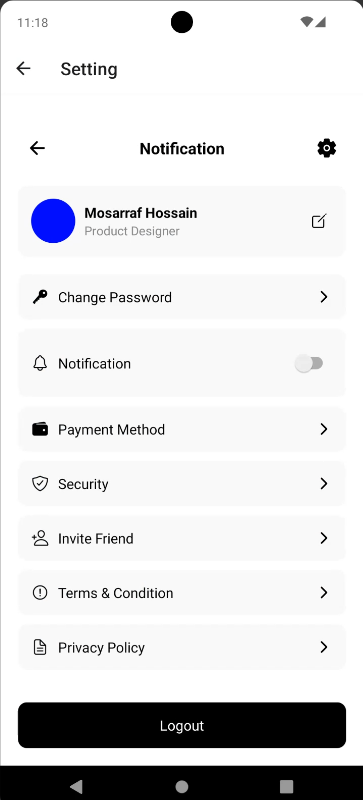 11:18
Setting
Notification
Mosarraf Hossain
Product Designer
Change Password
Notification
Payment Method
Security
Invite Friend
Terms & Condition
Privacy Policy
Logout